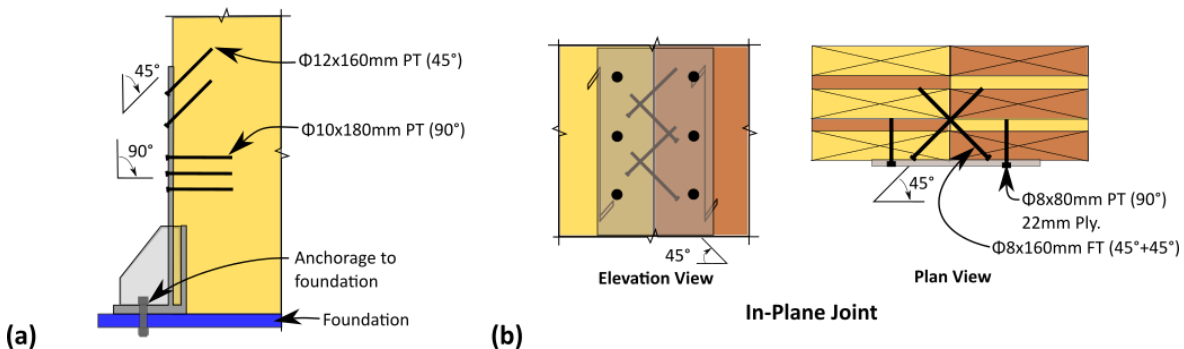 Φ12x160mm PT (45°)
45°
Φ10x180mm PT (90°)
90°
Anchorage to
foundation
Foundation
(a)
45°
Elevation View
45°
Φ8x80mm PT (90°)
22mm Ply.
Φ8x160mm FT (45°+45°)
Plan View
In-Plane Joint
(b)